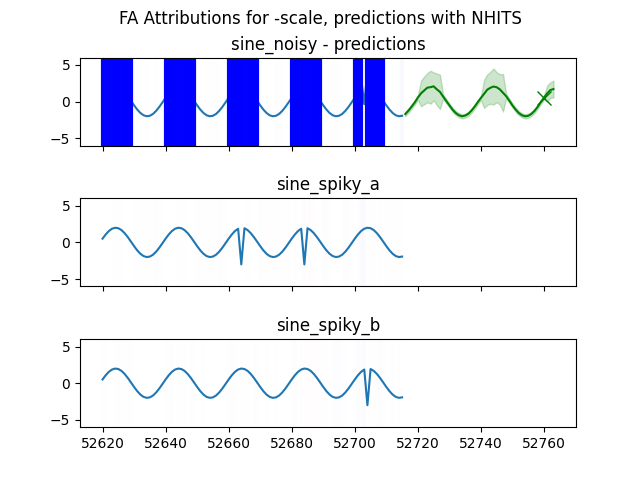 FA Attributions for -scale, predictions with NHITS
sine_noisy - predictions
5
0
−5
sine_spiky_a
5
0
−5
sine_spiky_b
5
0
−5
52620 52640 52660 52680 52700 52720 52740 52760